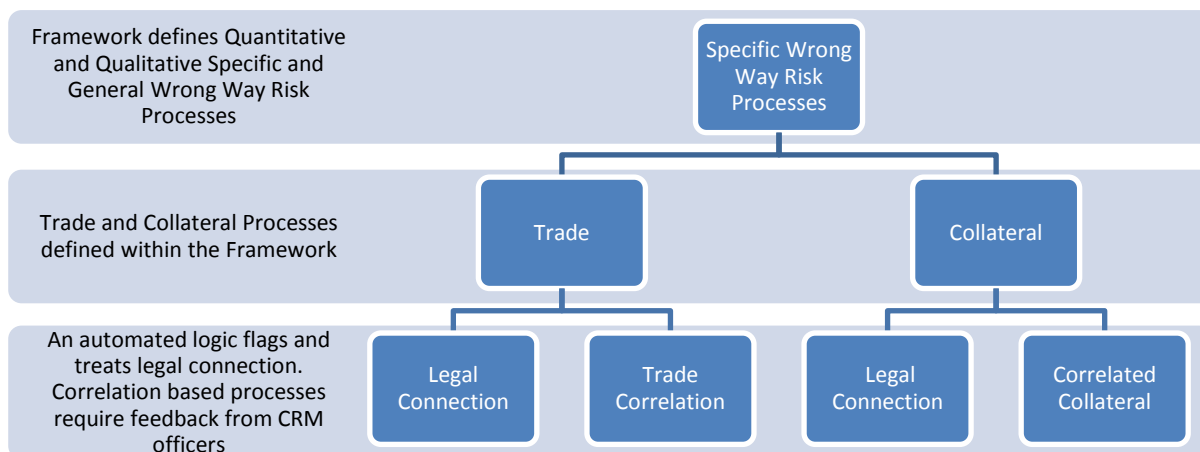 Framework defines Quantitative
and Qualitative Specific and
General Wrong Way Risk
Processes
Specific Wrong
Way Risk
Processes
Trade and Collateral Processes
defined within the Framework
Trade
Collateral
An automated logic flags and
treats legal connection.
Correlation based processes
require feedback from CRM
officers
Legal
Connection
Trade
Correlation
Legal
Connection
Correlated
Collateral